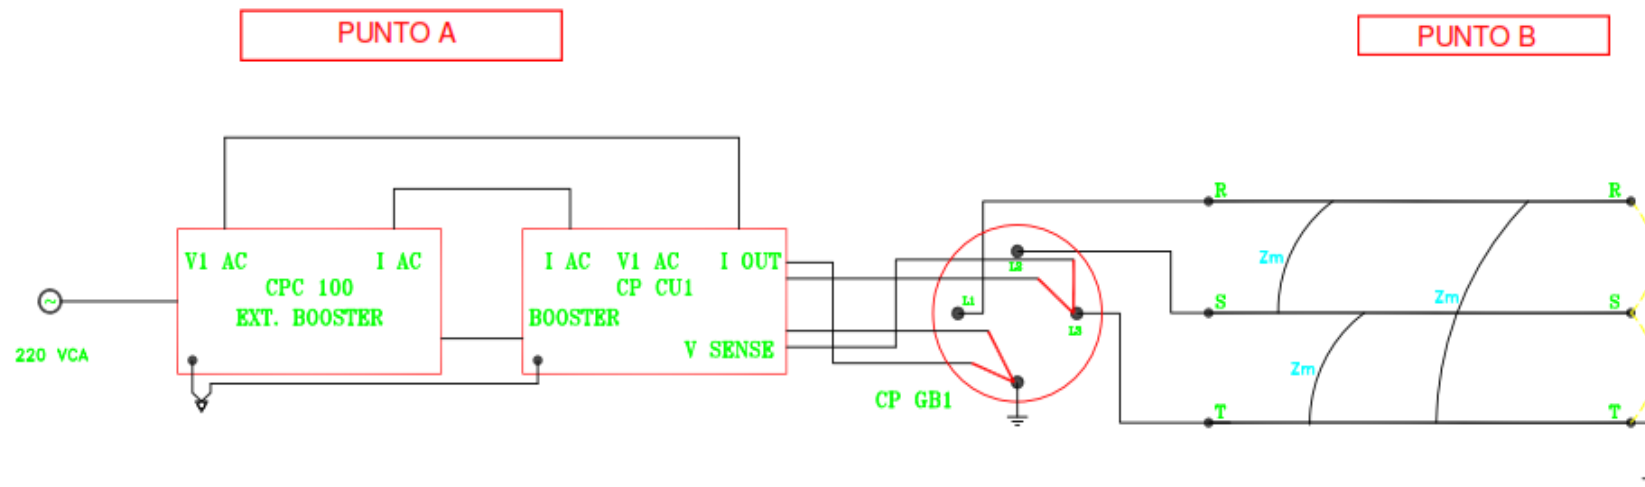 PUNTO A
PUNTO B
V1 AC
I AC
CPC 100
EXT. BOOSTER
I AC
V1 AC
I OUT
CP CU1
BOOSTER
V SENSE
220 VCA
L2
L1
L3
CP GB1
R
R
Zm
Zm
S
S
Zm
T
T